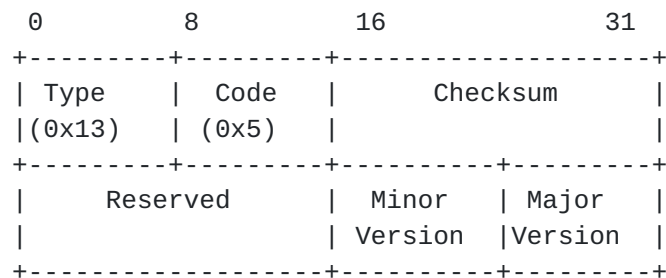 0         8         16             31
+---------+---------+--------------------+
| Type    |  Code   |      Checksum      |
|(0x13)   | (0x5)   |                    |
+---------+---------+----------+---------+
|     Reserved      |  Minor   | Major   |
|                   | Version  |Version  |
+-------------------+----------+---------+